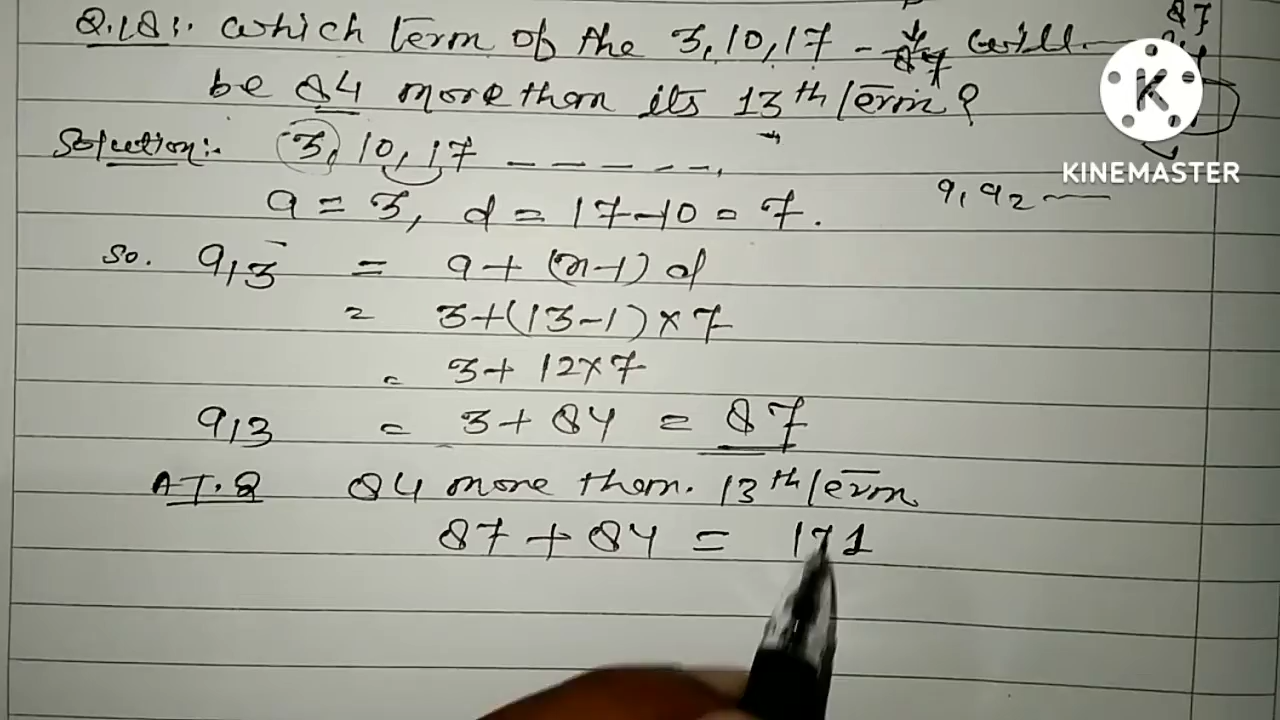 Q.18:. Which term of the 3, 10, 17 - will
be 84 more than its 13th term?
87
K
KINEMASTER
Solution:. 3, 10, 17 - - - - - - .
a = 3, d = 17-10 = 7.
a, a2
So. a13 = a + (n-1) d
= 3+(13-1)×7
= 3+ 12×7
a13 = 3+ 84 = 87
A.T.Q 84 more than. 13th term.
87 + 84 = 171